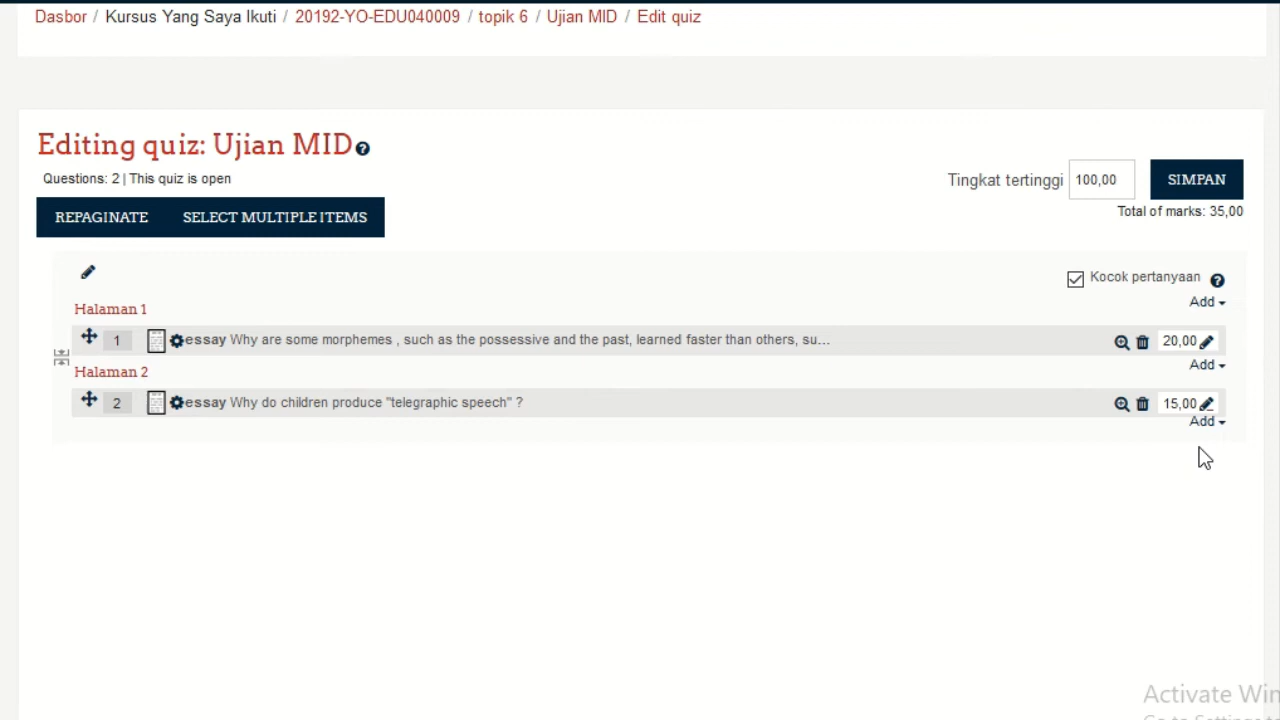 Dasbor / Kursus Yang Saya Ikuti / 20192-YO-EDU040009 / topik 6 / Ujian MID / Edit quiz
Editing quiz: Ujian MID
Questions: 2 | This quiz is open
Tingkat tertinggi 100,00 SIMPAN
Total of marks: 35,00
REPAGINATE SELECT MULTIPLE ITEMS
Kocok pertanyaan
Add
Halaman 1
1 essay Why are some morphemes , such as the possessive and the past, learned faster than others, su... 20,00
Add
Halaman 2
2 essay Why do children produce "telegraphic speech" ? 15,00
Add
Activate Win